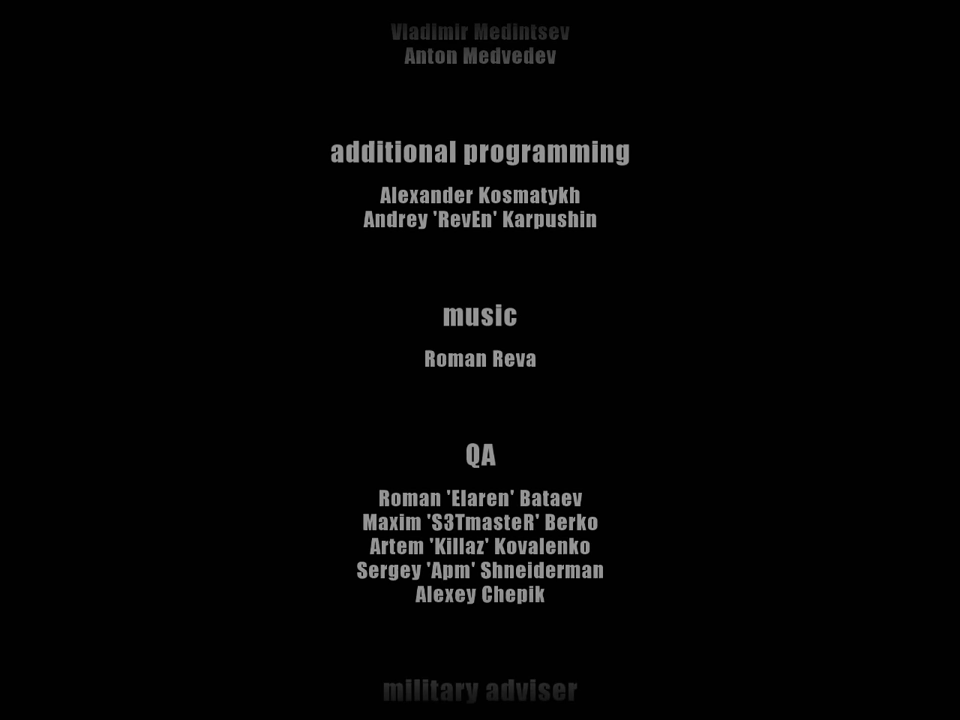 Vladimir Medintsev
Anton Medvedev
additional programming
Alexander Kosmatykh
Andrey 'RevEn' Karpushin
music
Roman Reva
QA
Roman 'Elaren' Bataev
Maxim 'S3TmasteR' Berko
Artem 'Killaz' Kovalenko
Sergey 'Apm' Shneiderman
Alexey Chepik
military adviser